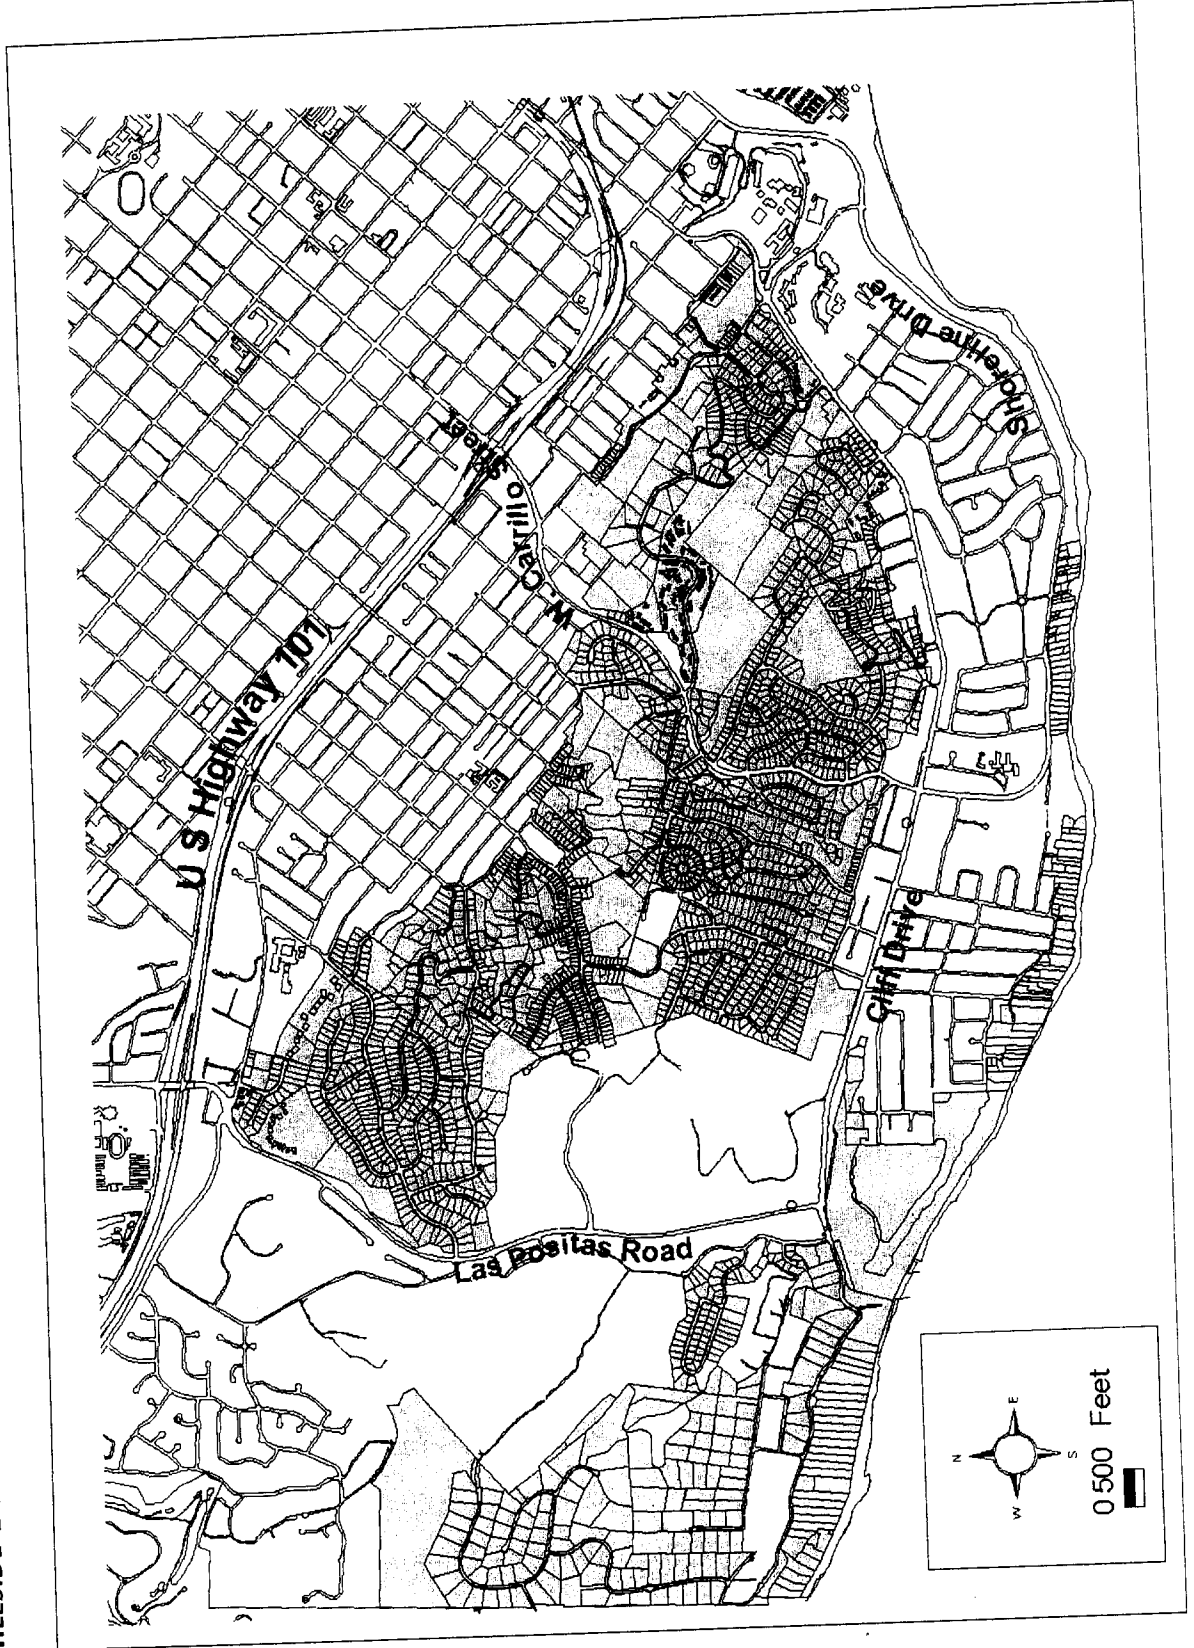 U S Highway 101
W. Carrillo Street
Shoreline Drive
Cliff Drive
Las Positas Road
N
W
E
S
0 500 Feet